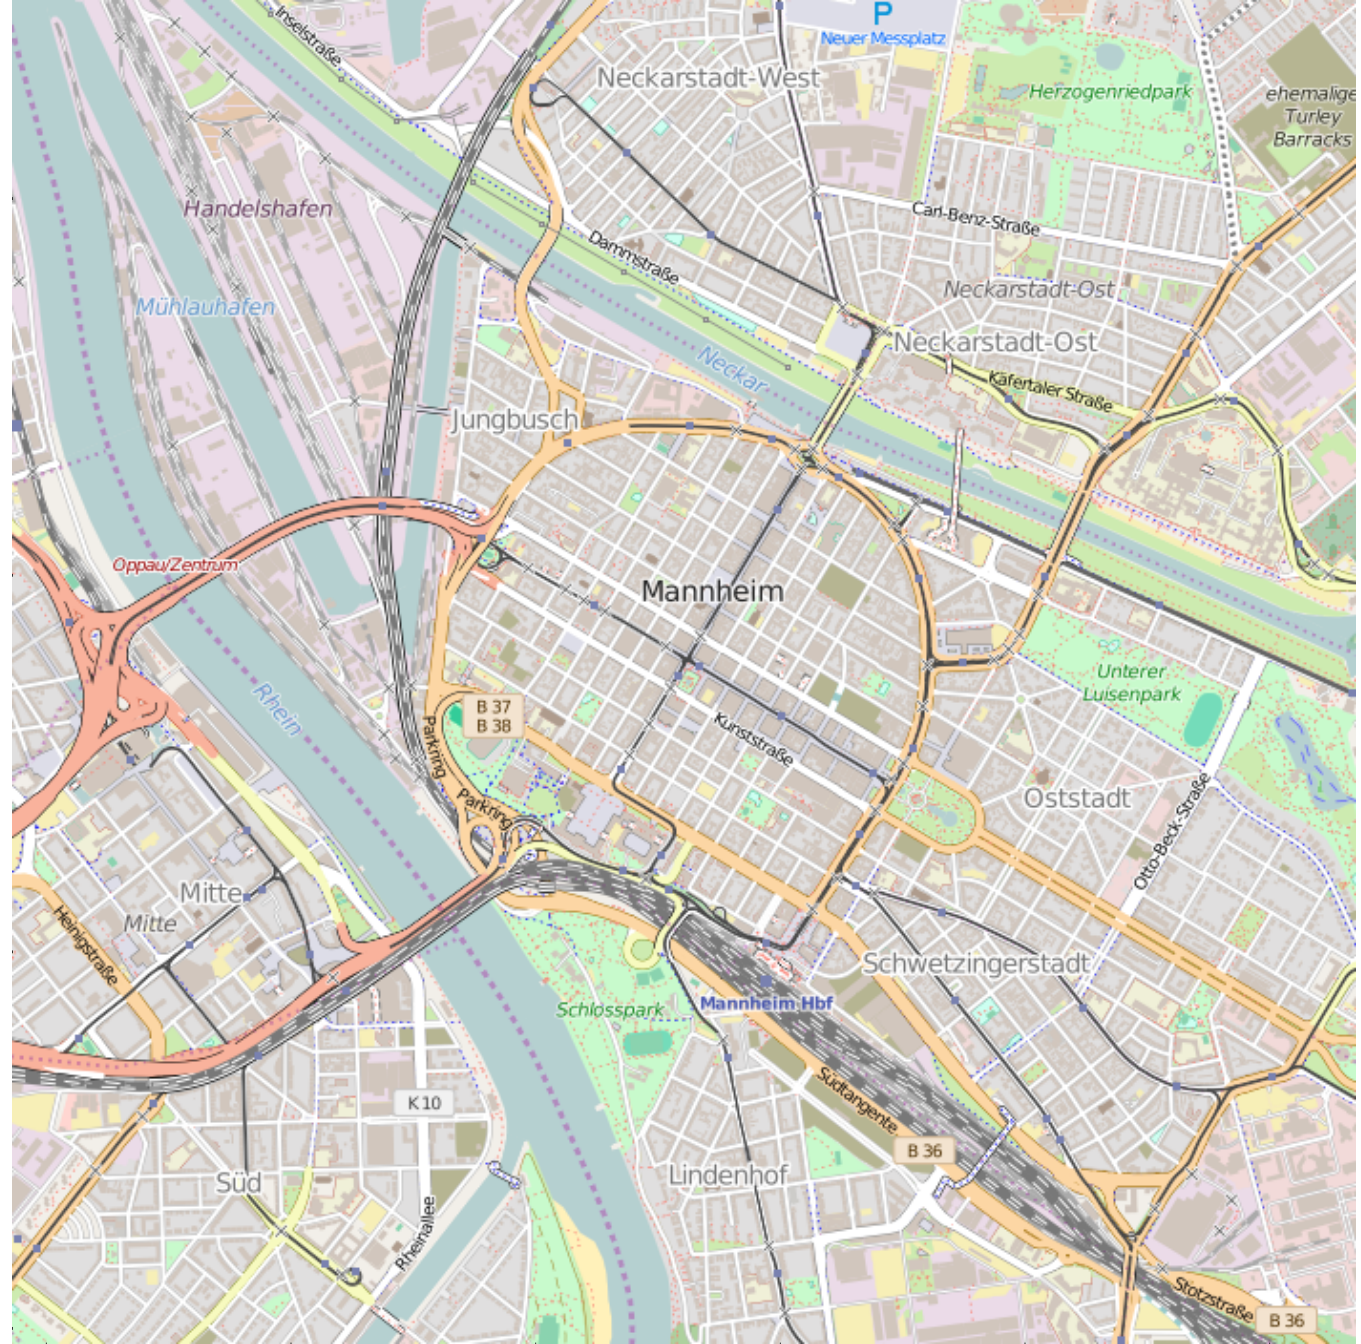 P
Neuer Messplatz
Inselstraße
Neckarstadt-West
Herzogenriedpark
ehemalige
Turley
Barracks
Handelshafen
Carl-Benz-Straße
Dammstraße
Mühlauhafen
Neckarstadt-Ost
Neckarstadt-Ost
Neckar
Käfertaler Straße
Jungbusch
Oppau/Zentrum
Mannheim
Unterer
Luisenpark
Rhein
B 37
B 38
Parkring
Kunststraße
Oststadt
Parkring
Otto-Beck-Straße
Mitte
Mitte
Heinigstraße
Schwetzingerstadt
Schlosspark
Mannheim Hbf
K 10
Südtangente
B 36
Süd
Lindenhof
Rheinallee
Stotzstraße
B 36